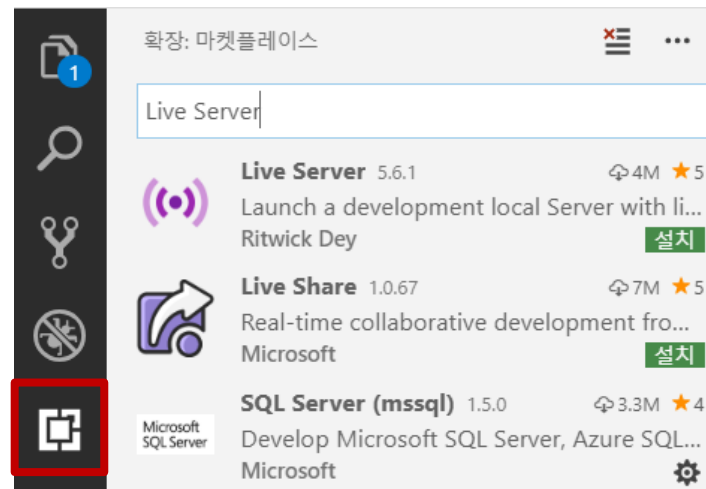 확장: 마켓플레이스
1
Live Server
Live Server 5.6.1 4M ★5
Launch a development local Server with li...
Ritwick Dey 설치
Live Share 1.0.67 7M ★5
Real-time collaborative development fro...
Microsoft 설치
SQL Server (mssql) 1.5.0 3.3M ★4
Microsoft
SQL Server
Develop Microsoft SQL Server, Azure SQL...
Microsoft